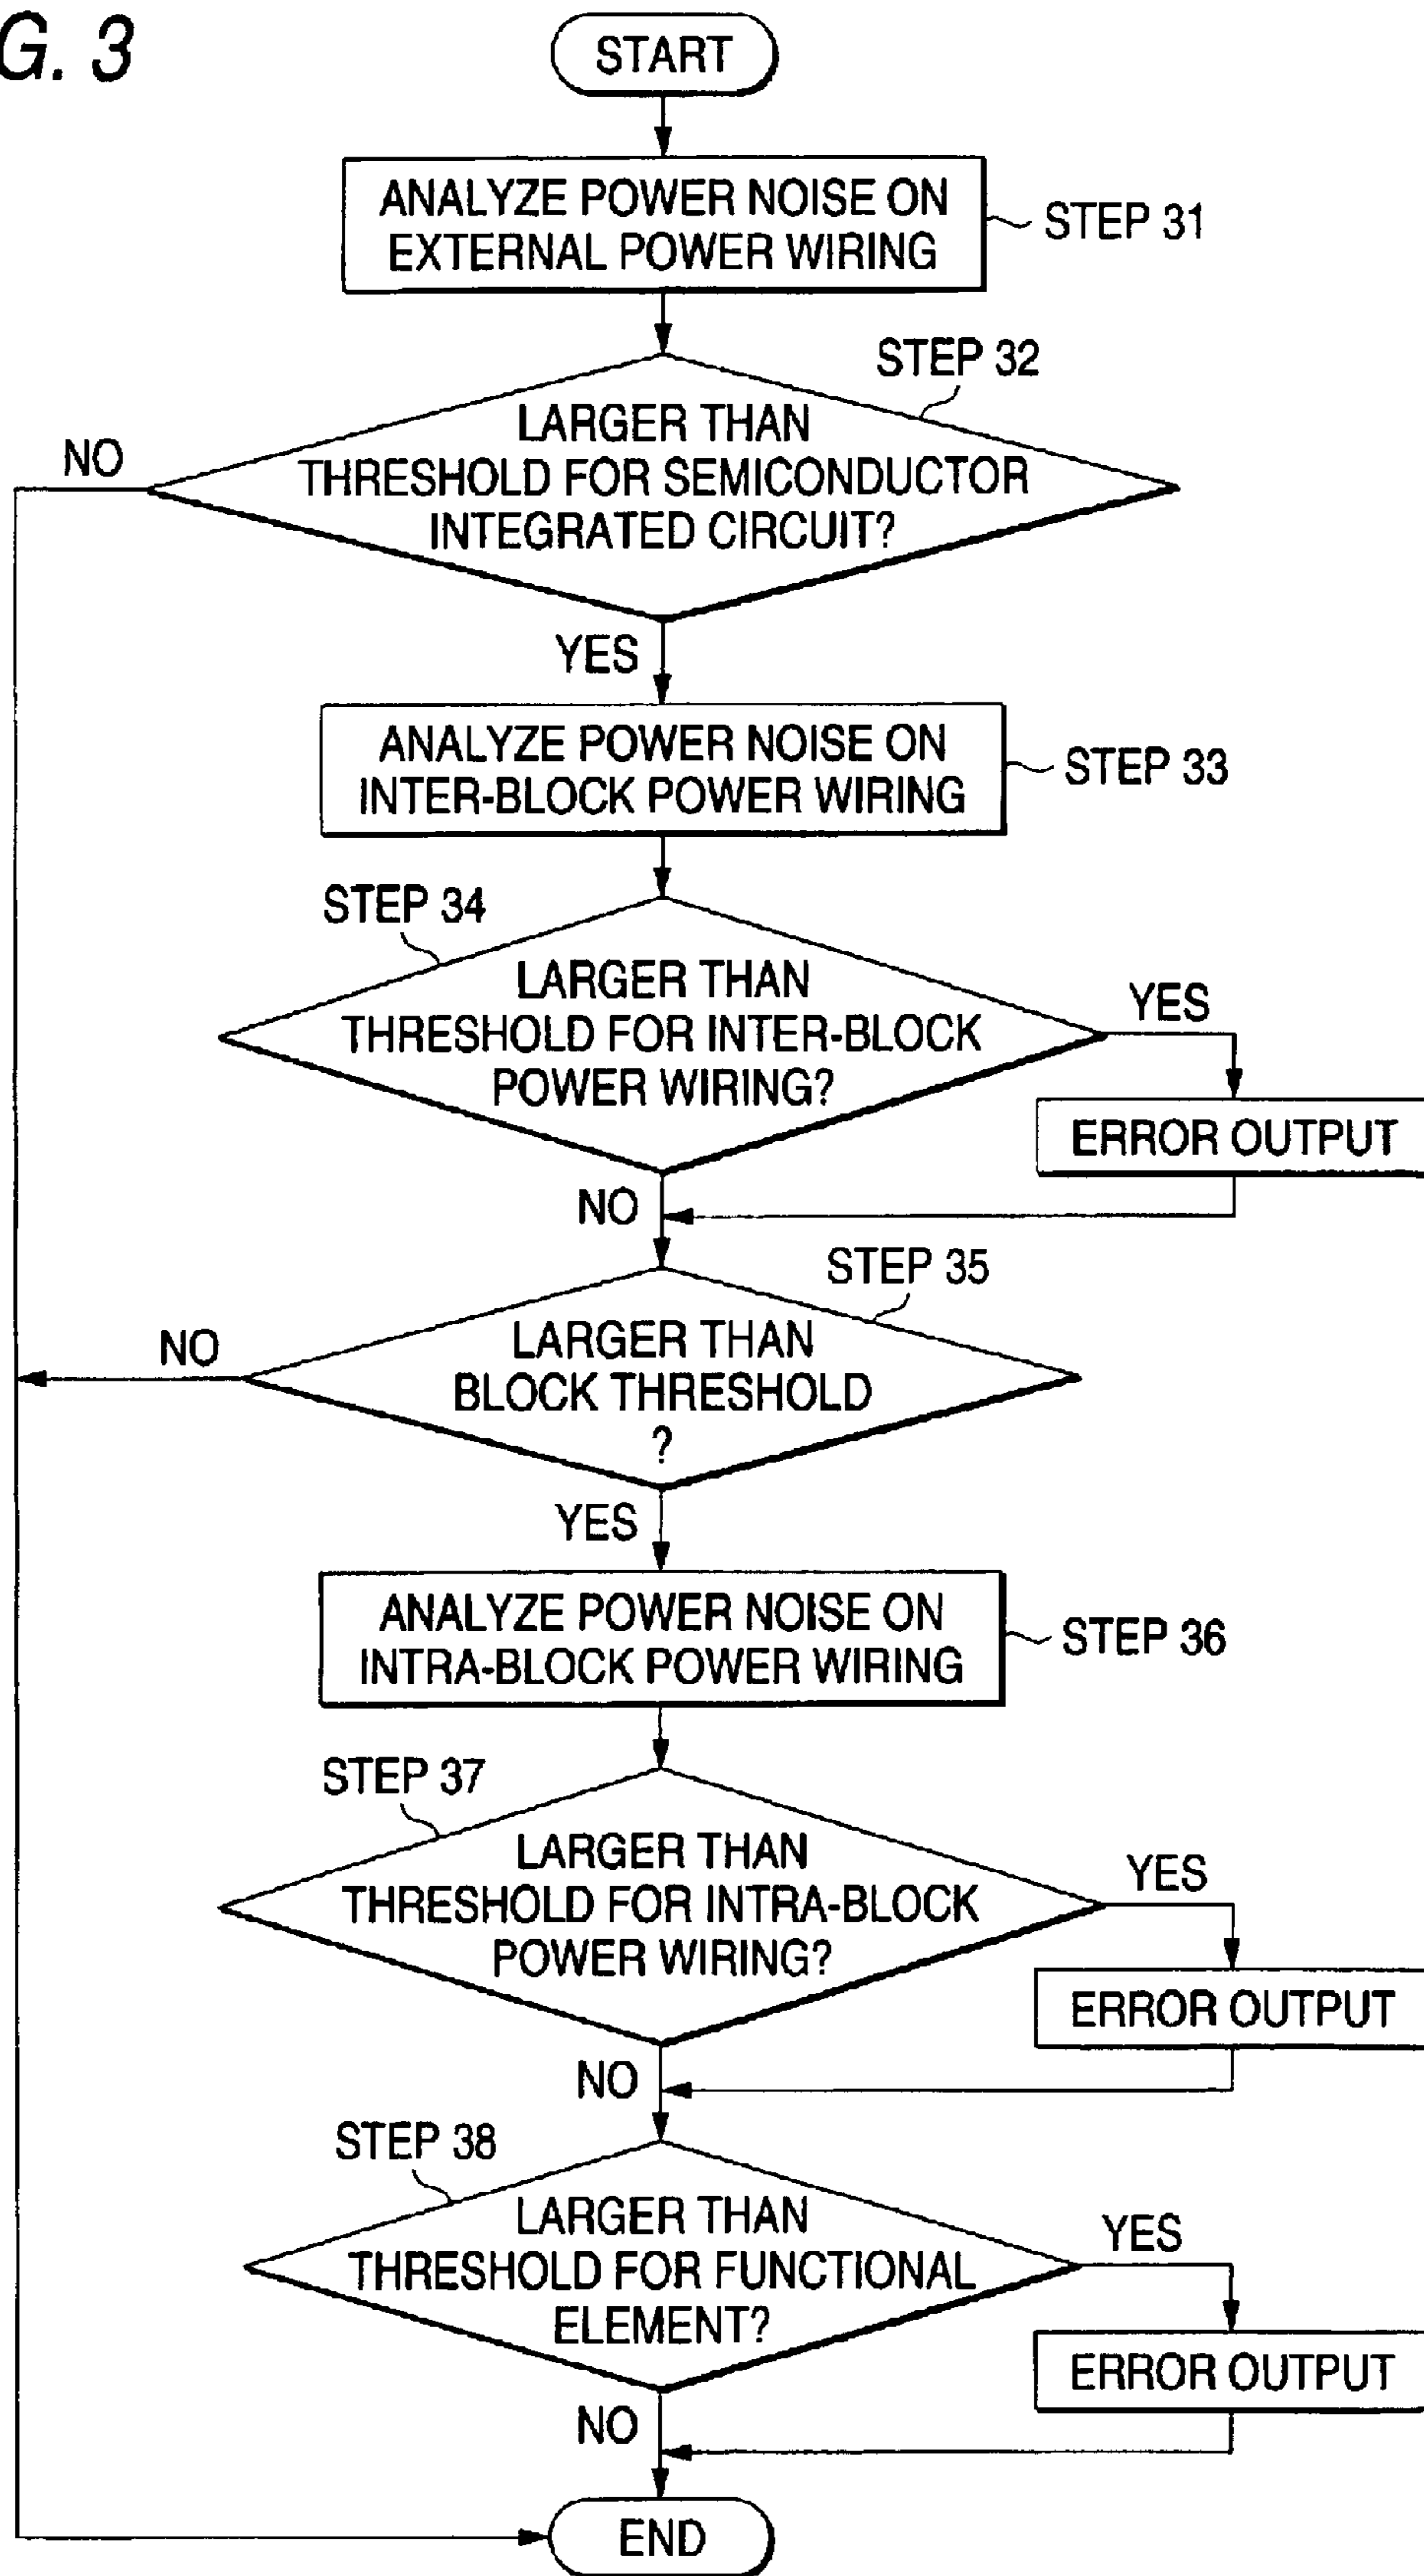 G. 3
START
ANALYZE POWER NOISE ON
EXTERNAL POWER WIRING
STEP 31
STEP 32
LARGER THAN
THRESHOLD FOR SEMICONDUCTOR
INTEGRATED CIRCUIT?
NO
YES
ANALYZE POWER NOISE ON
INTER-BLOCK POWER WIRING
STEP 33
STEP 34
LARGER THAN
THRESHOLD FOR INTER-BLOCK
POWER WIRING?
YES
ERROR OUTPUT
NO
STEP 35
LARGER THAN
BLOCK THRESHOLD
?
NO
YES
ANALYZE POWER NOISE ON
INTRA-BLOCK POWER WIRING
STEP 36
STEP 37
LARGER THAN
THRESHOLD FOR INTRA-BLOCK
POWER WIRING?
YES
ERROR OUTPUT
NO
STEP 38
LARGER THAN
THRESHOLD FOR FUNCTIONAL
ELEMENT?
YES
ERROR OUTPUT
NO
END